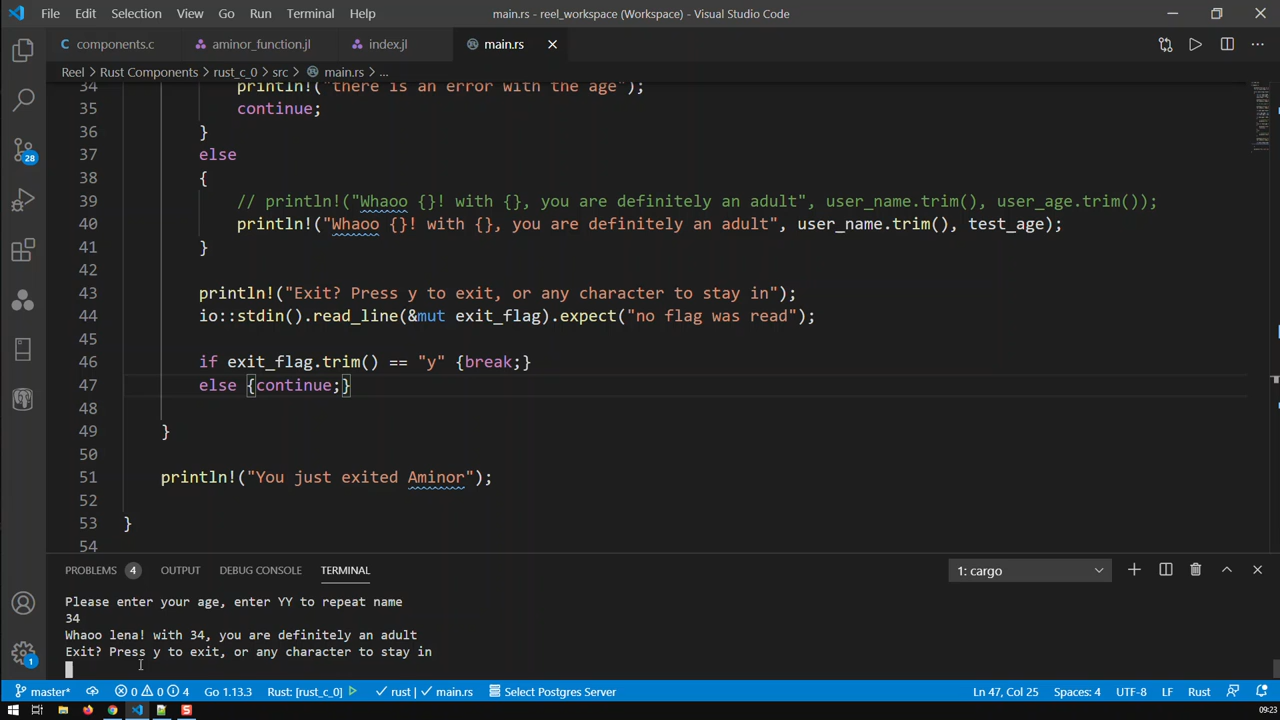 File Edit Selection View Go Run Terminal Help main.rs - reel_workspace (Workspace) - Visual Studio Code
C components.c aminor_function.jl index.jl main.rs
Reel > Rust Components > rust_c_0 > src > main.rs > ...
34 println!("there is an error with the age");
35 continue;
36 }
37 else
38 {
39 // println!("Whaoo {}! with {}, you are definitely an adult", user_name.trim(), user_age.trim());
40 println!("Whaoo {}! with {}, you are definitely an adult", user_name.trim(), test_age);
41 }
42
43 println!("Exit? Press y to exit, or any character to stay in");
44 io::stdin().read_line(&mut exit_flag).expect("no flag was read");
45
46 if exit_flag.trim() == "y" {break;}
47 else {continue;}
48
49 }
50
51 println!("You just exited Aminor");
52
53 }
54
28
PROBLEMS 4 OUTPUT DEBUG CONSOLE TERMINAL 1: cargo
Please enter your age, enter YY to repeat name
34
Whaoo lena! with 34, you are definitely an adult
Exit? Press y to exit, or any character to stay in
1
master* 0 0 4 Go 1.13.3 Rust: [rust_c_0] rust | main.rs Select Postgres Server Ln 47, Col 25 Spaces: 4 UTF-8 LF Rust
09:23